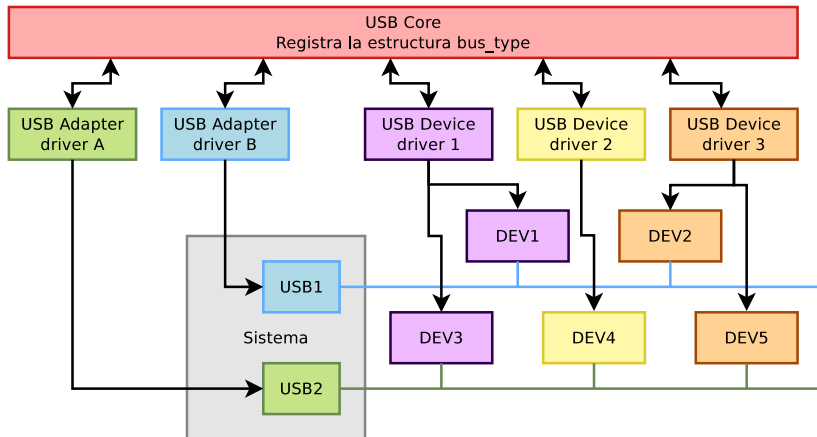 USB Core
Registra la estructura bus_type
USB Adapter
driver A
USB Adapter
driver B
USB Device
driver 1
USB Device
driver 2
USB Device
driver 3
DEV1
DEV2
USB1
Sistema
DEV3
DEV4
DEV5
USB2